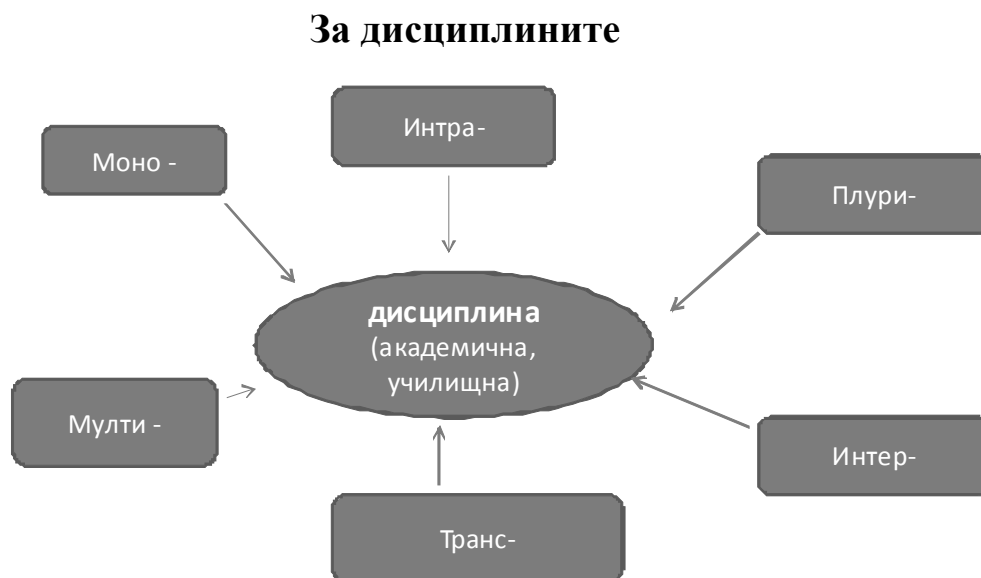 За дисциплините
Интра-
Моно -
Плури-
дисциплина
(академична,
училищна)
Мулти -
Интер-
Транс-